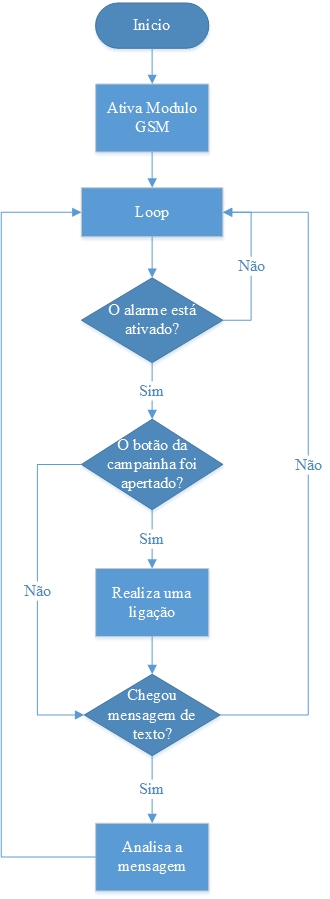 Inicio
Ativa Modulo
GSM
Loop
Não
O alarme está
ativado?
Sim
O botão da
campainha foi
apertado?
Não
Sim
Não
Realiza uma
ligação
Chegou
mensagem de
texto?
Sim
Analisa a
mensagem